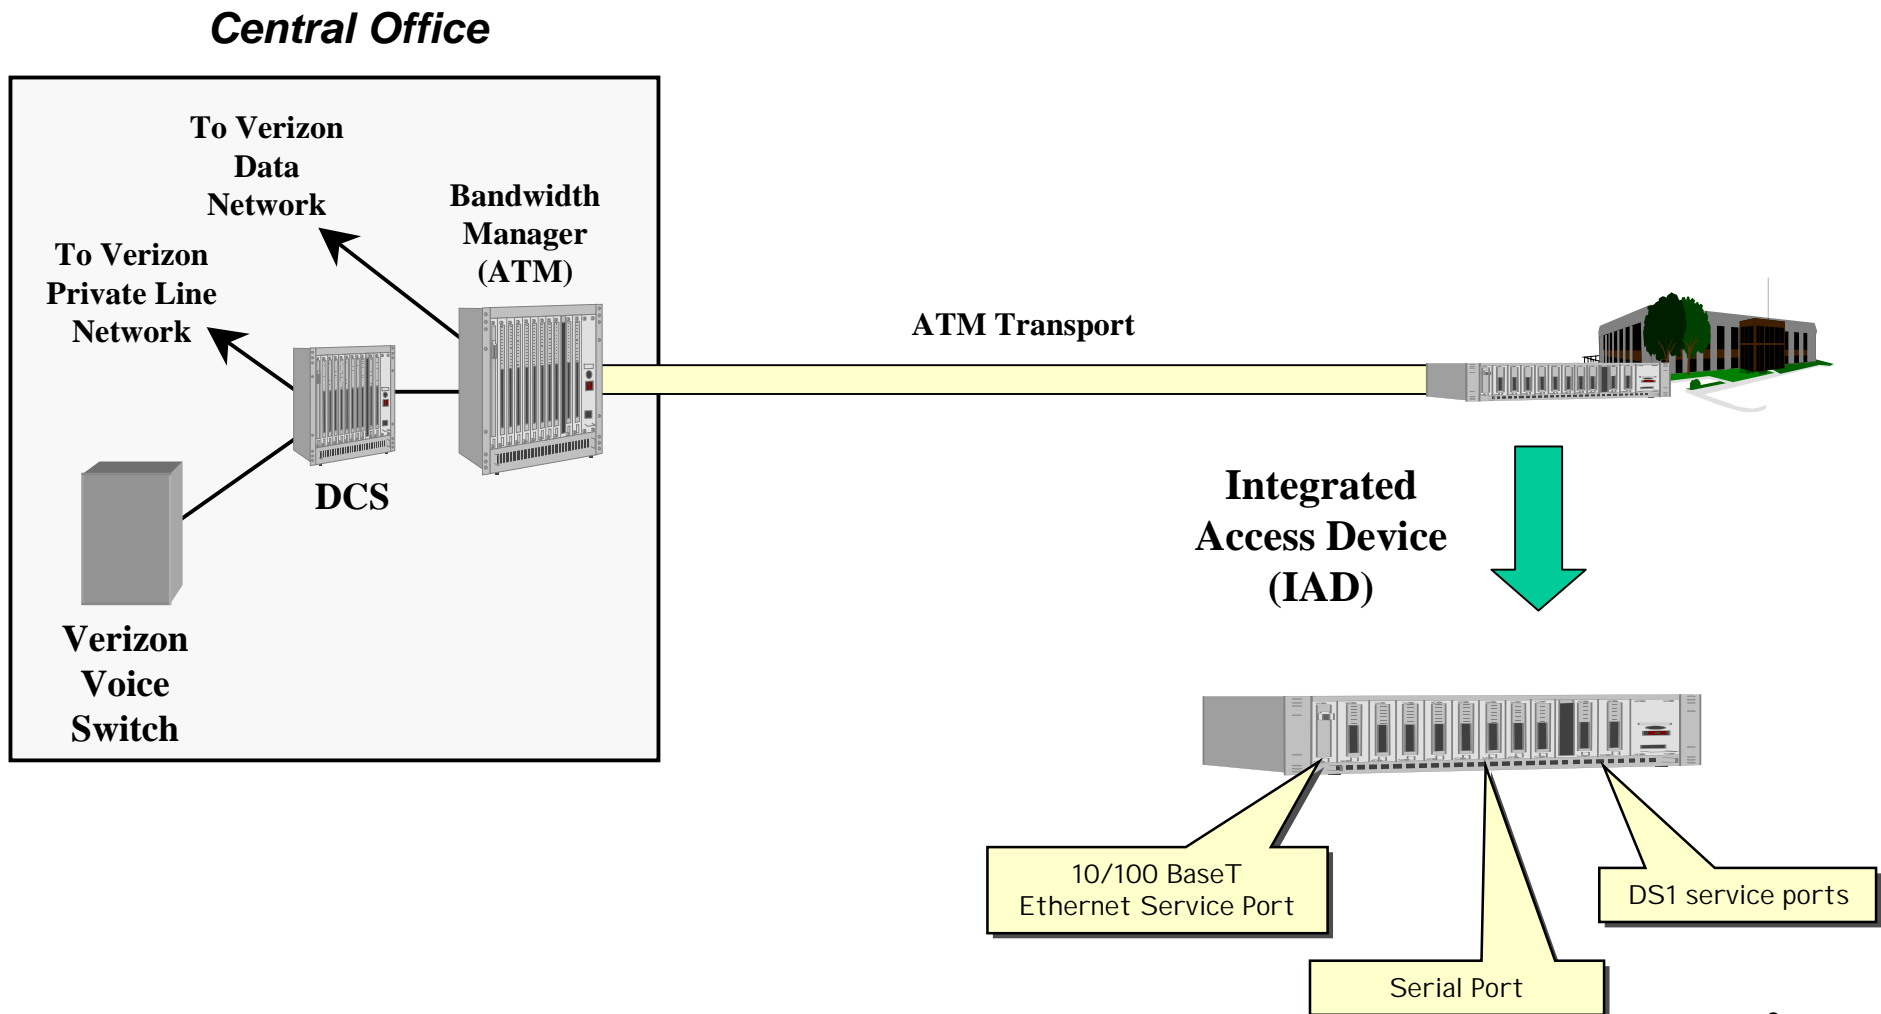 Central Office
To Verizon
Data
Network
Bandwidth
Manager
(ATM)
To Verizon
Private Line
Network
ATM Transport
DCS
Integrated
Access Device
(IAD)
Verizon
Voice
Switch
10/100 BaseT
Ethernet Service Port
DS1 service ports
Serial Port